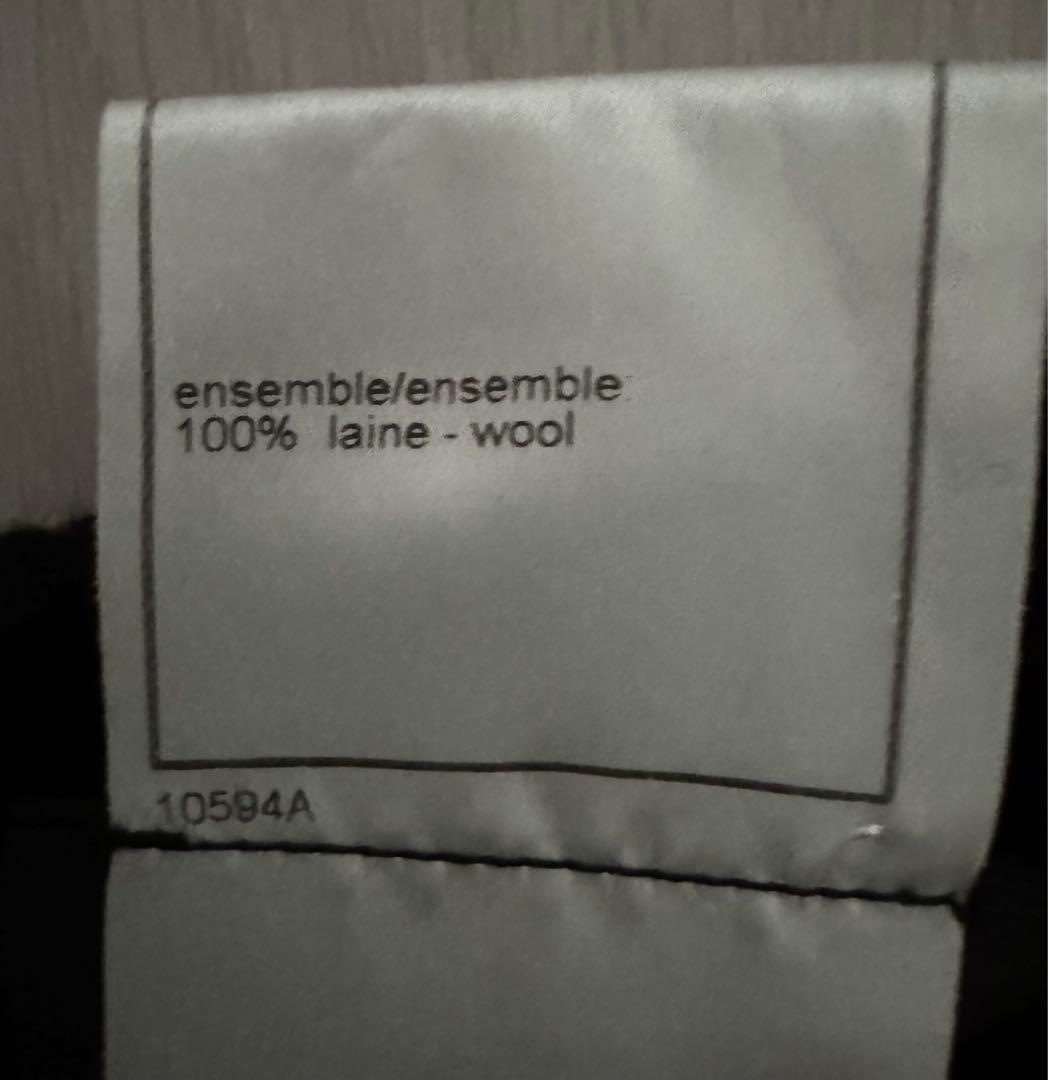 ensemble/ensemble:
100% laine - wool
10594A